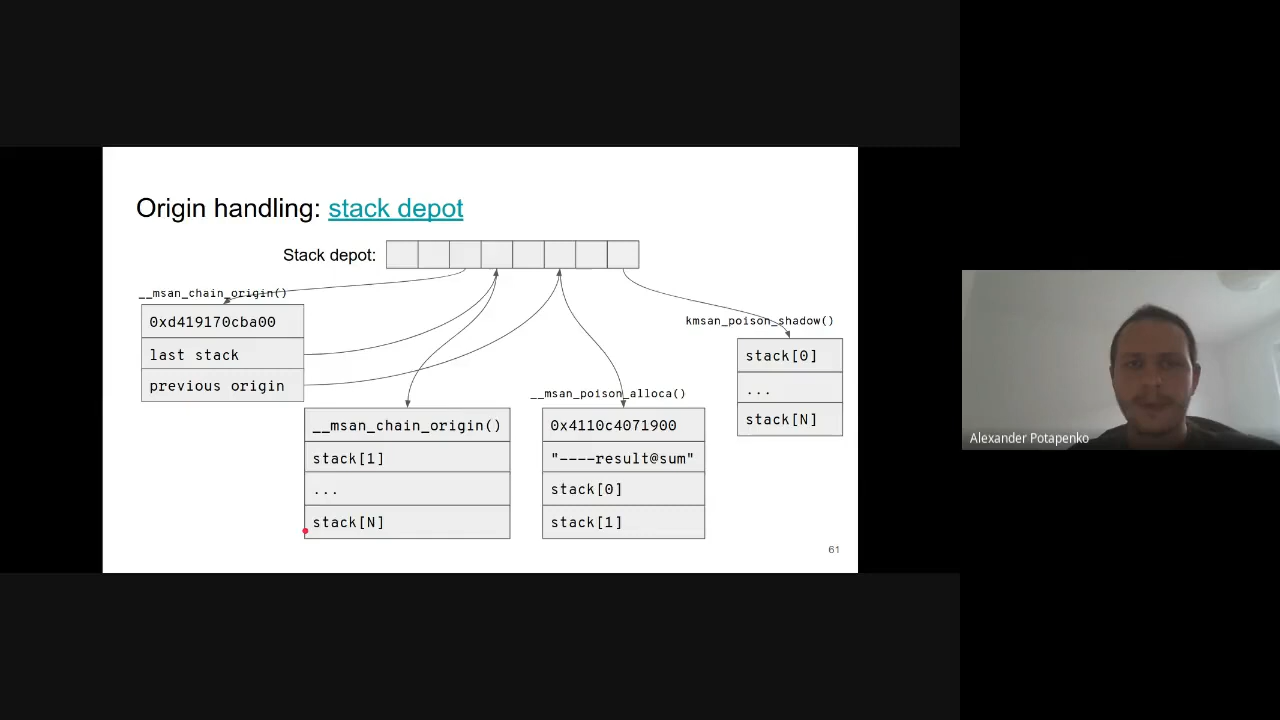 Origin handling: stack depot
Stack depot:
__msan_chain_origin()
0xd419170cba00
last stack
previous origin
__msan_chain_origin()
stack[1]
...
stack[N]
__msan_poison_alloca()
0x4110c4071900
"----result@sum"
stack[0]
stack[1]
kmsan_poison_shadow()
stack[0]
...
stack[N]
61
Alexander Potapenko